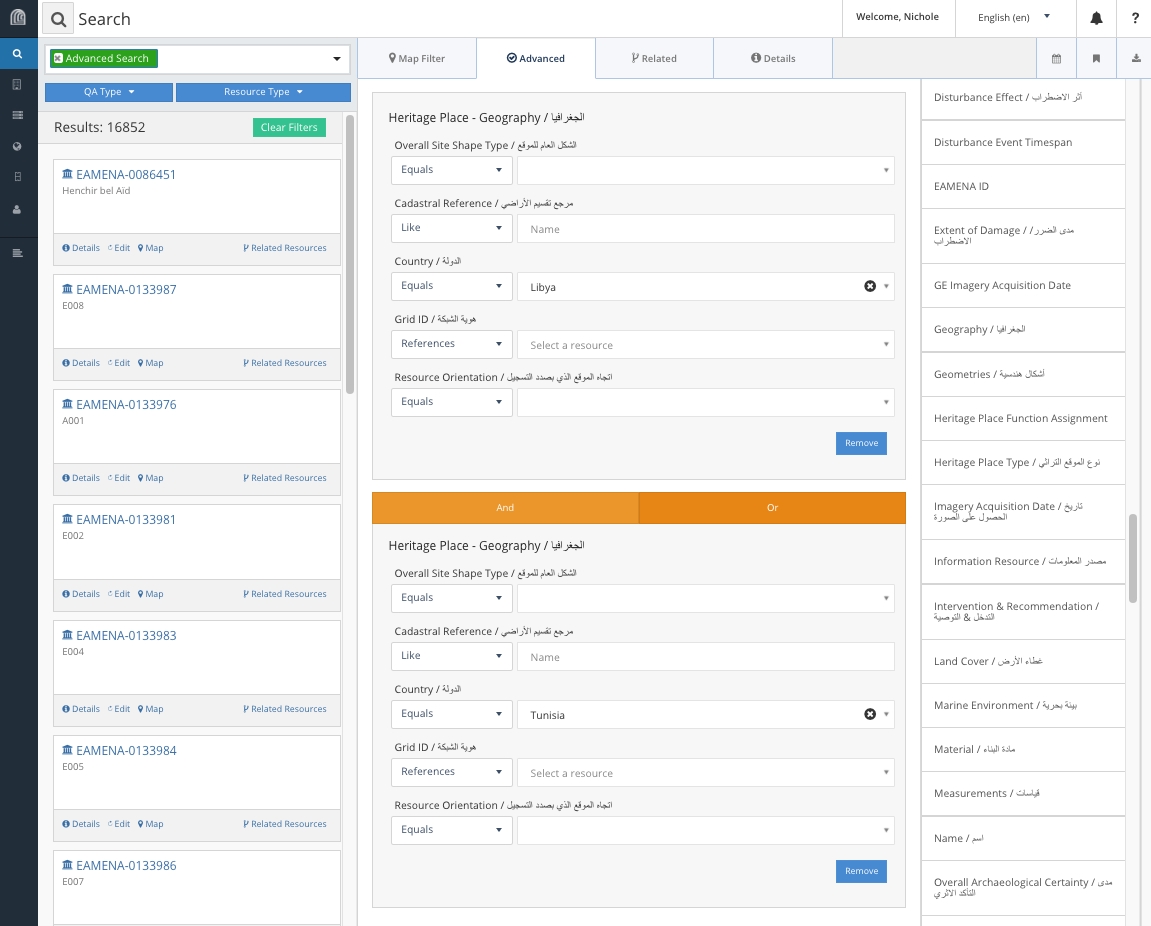 Search
Welcome, Nichole
English (en)
?
Advanced Search
Map Filter
Advanced
Related
Details
QA Type
Resource Type
Results: 16852
Clear Filters
EAMENA-0086451
Henchir bel Aïd
Details Edit Map Related Resources
EAMENA-0133987
E008
Details Edit Map Related Resources
EAMENA-0133976
A001
Details Edit Map Related Resources
EAMENA-0133981
E002
Details Edit Map Related Resources
EAMENA-0133983
E004
Details Edit Map Related Resources
EAMENA-0133984
E005
Details Edit Map Related Resources
EAMENA-0133986
E007
Heritage Place - Geography / الجغرافيا
Overall Site Shape Type / الشكل العام للموقع
Equals
Cadastral Reference / مرجع تقسيم الأراضي
Like Name
Country / الدولة
Equals Libya
Grid ID / هوية الشبكة
References Select a resource
Resource Orientation / اتجاه الموقع الذي بصدد التسجيل
Equals
Remove
And Or
Heritage Place - Geography / الجغرافيا
Overall Site Shape Type / الشكل العام للموقع
Equals
Cadastral Reference / مرجع تقسيم الأراضي
Like Name
Country / الدولة
Equals Tunisia
Grid ID / هوية الشبكة
References Select a resource
Resource Orientation / اتجاه الموقع الذي بصدد التسجيل
Equals
Remove
Disturbance Effect / أثر الاضطراب
Disturbance Event Timespan
EAMENA ID
Extent of Damage / مدى الضرر/
الاضطراب
GE Imagery Acquisition Date
Geography / الجغرافيا
Geometries / أشكال هندسية
Heritage Place Function Assignment
Heritage Place Type / نوع الموقع التراثي
Imagery Acquisition Date / تاريخ
الحصول على الصورة
Information Resource / مصدر المعلومات
Intervention & Recommendation /
التدخل & التوصية
Land Cover / غطاء الأرض
Marine Environment / بيئة بحرية
Material / مادة البناء
Measurements / قياسات
Name / اسم
Overall Archaeological Certainty / مدى
التأكد الاثري